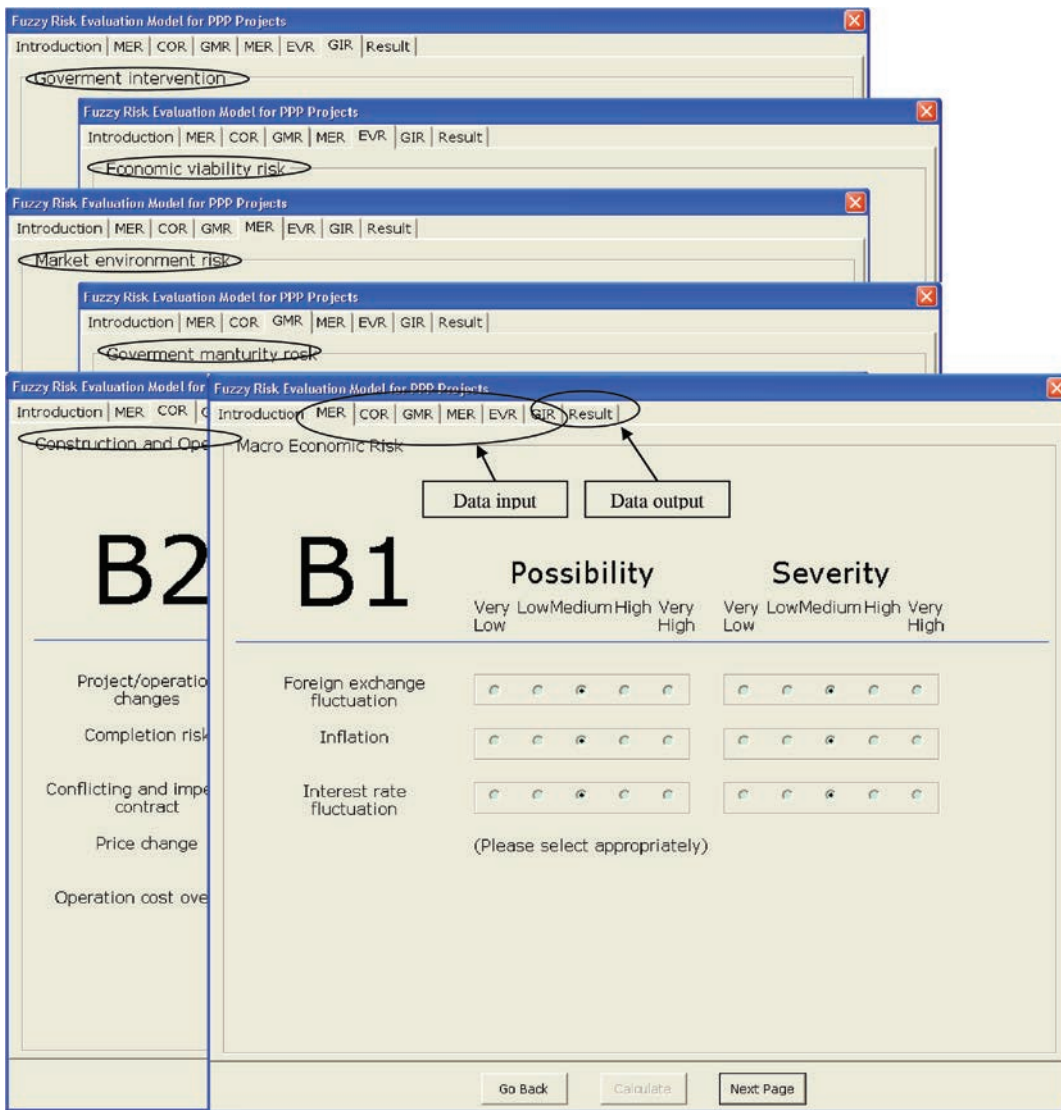 Fuzzy Risk Evaluation Model for PPP Projects
Introduction MER COR GMR MER EVR GIR Result
Goverment intervention
Fuzzy Risk Evaluation Model for PPP Projects
Introduction MER COR GMR MER EVR GIR Result
Economic viability risk
Fuzzy Risk Evaluation Model for PPP Projects
Introduction MER COR GMR MER EVR GIR Result
Market environment risk
Fuzzy Risk Evaluation Model for PPP Projects
Introduction MER COR GMR MER EVR GIR Result
Goverment manturity rosk
Fuzzy Risk Evaluation Model for
Introduction MER COR
Construction and Ope
B2
Project/operatio
changes
Completion risk
Conflicting and impe
contract
Price change
Operation cost ove
Fuzzy Risk Evaluation Model for PPP Projects
Introduction MER COR GMR MER EVR GIR Result
Macro Economic Risk
Data input
Data output
B1
Possibility
Severity
Very Low Low Medium High Very High
Very Low Low Medium High Very High
Foreign exchange
fluctuation
Inflation
Interest rate
fluctuation
(Please select appropriately)
Go Back
Calculate
Next Page